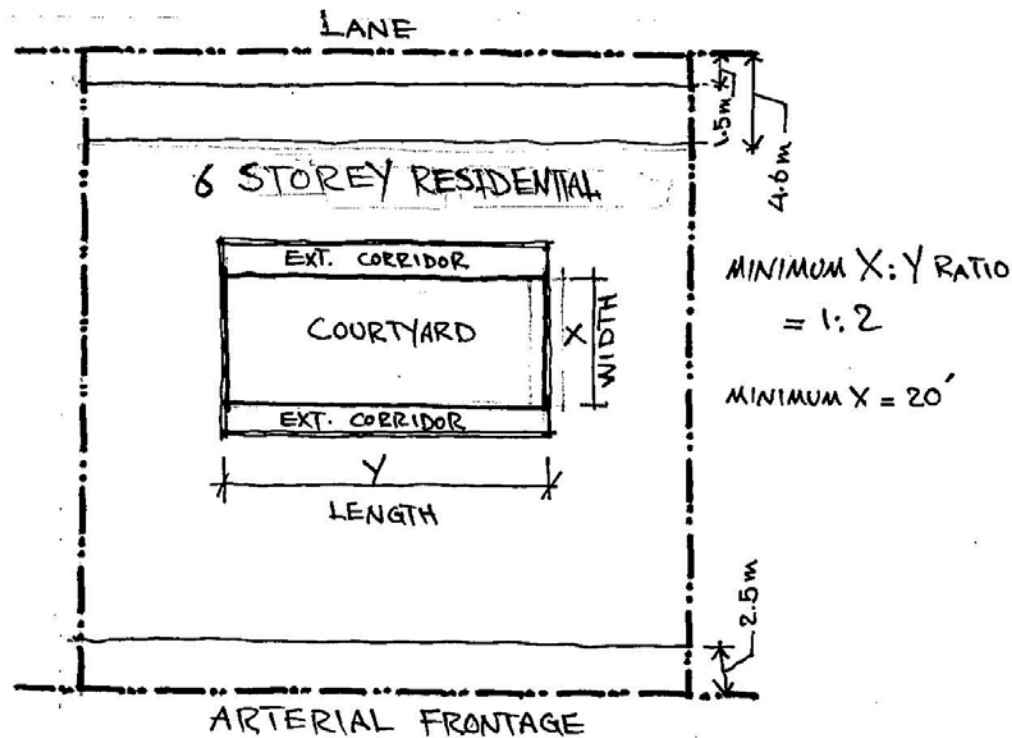 LANE
1.5m
4.6m
6 STOREY RESIDENTIAL
EXT. CORRIDOR
COURTYARD
X
WIDTH
EXT. CORRIDOR
Y
LENGTH
MINIMUM X:Y RATIO
= 1:2
MINIMUM X = 20'
2.5m
ARTERIAL FRONTAGE